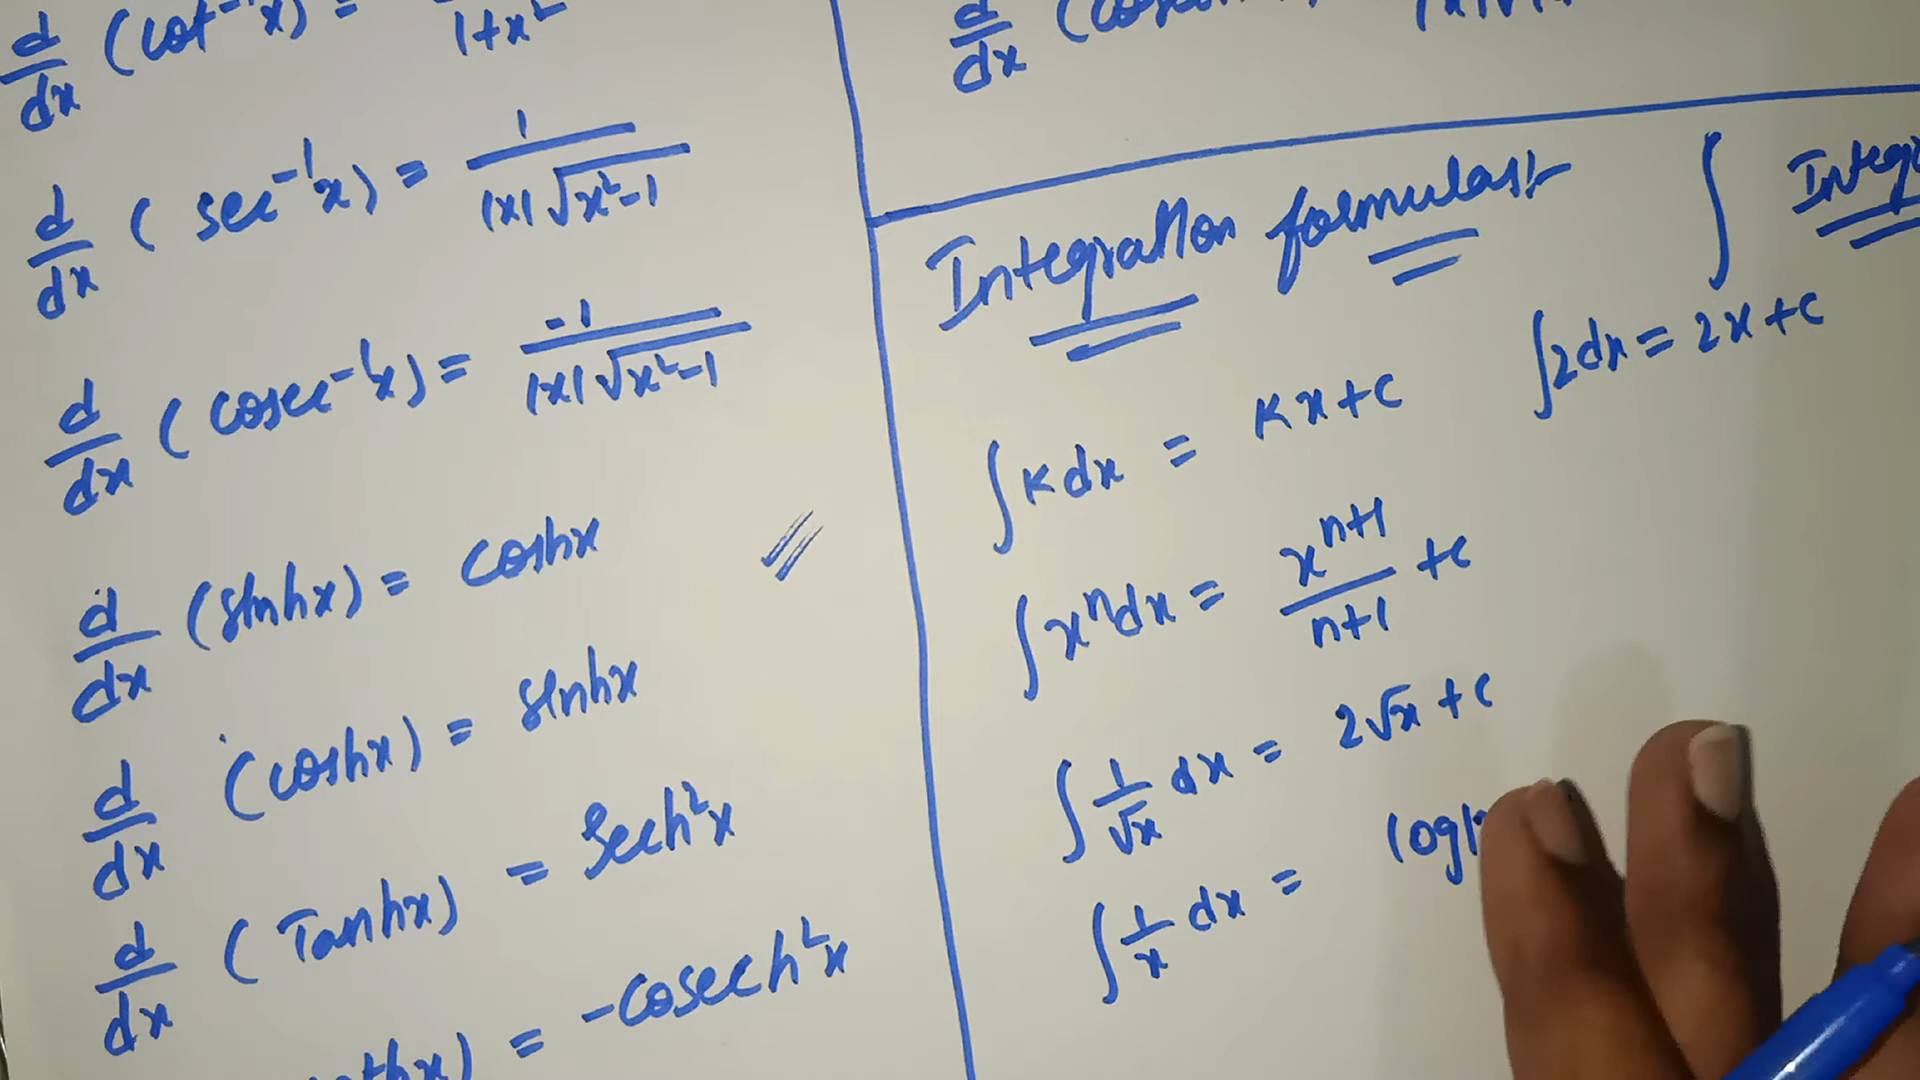 d/dx (cot⁻¹x) = 1+x²
d/dx (sec⁻¹x) = 1/|x|√x²-1
d/dx (cosec⁻¹x) = -1/|x|√x²-1
d/dx (sinhx) = coshx
d/dx (coshx) = sinhx
d/dx (Tanhx) = Sech²x
= -cosech²x
d/dx
Integration formulas:-
∫
∫2dx = 2x+c
∫Kdx = Kx+c
∫xⁿdx = xⁿ⁺¹/n+1 +c
∫1/√x dx = 2√x +c
∫1/x dx = log